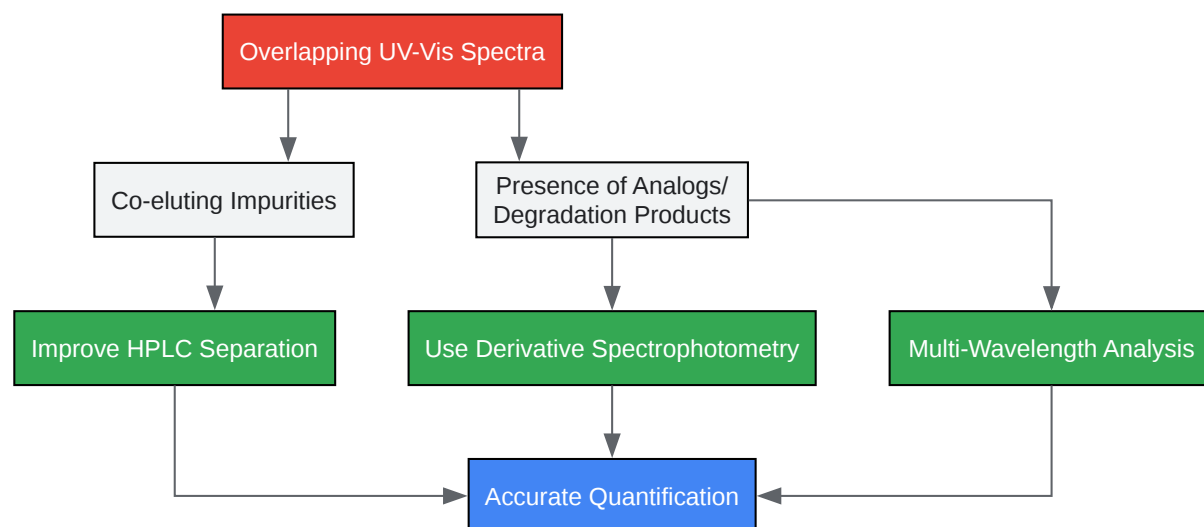 Overlapping UV-Vis Spectra
Co-eluting Impurities
Presence of Analogs/
Degradation Products
Improve HPLC Separation
Use Derivative Spectrophotometry
Multi-Wavelength Analysis
Accurate Quantification